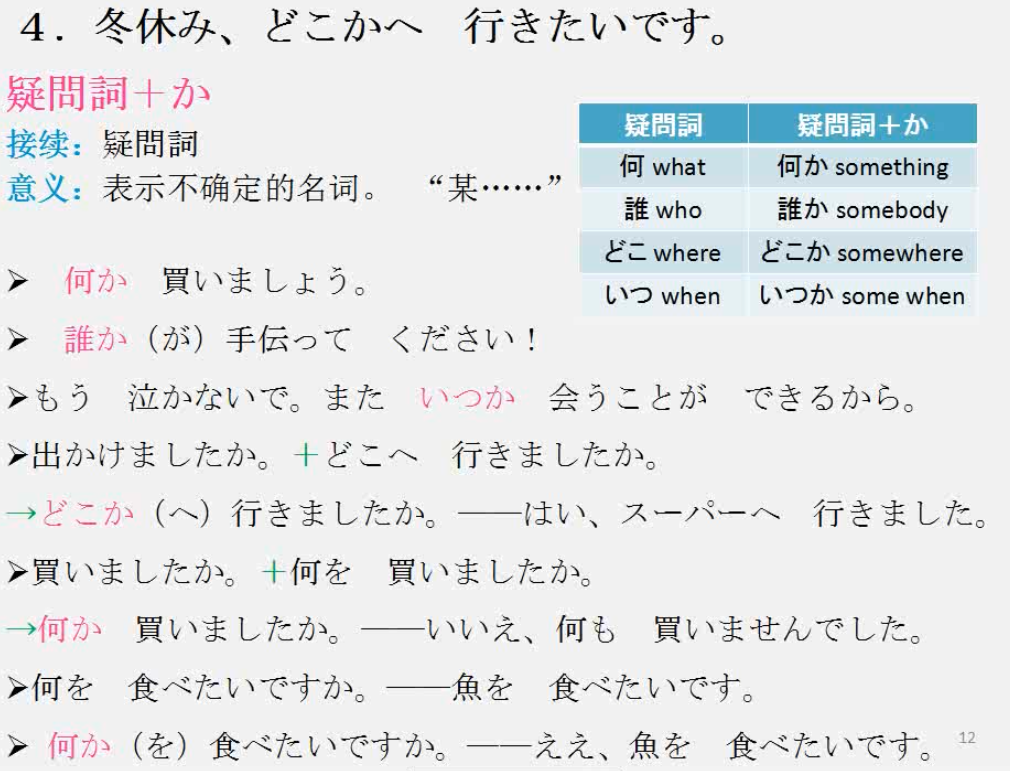 ４．冬休み、どこかへ　行きたいです。
疑問詞＋か
接续：疑問詞
意义：表示不确定的名词。　“某……”
疑問詞　疑問詞＋か
何 what　何か something
誰 who　誰か somebody
どこ where　どこか somewhere
いつ when　いつか some when
➢　何か　買いましょう。
➢　誰か（が）手伝って　ください！
➢もう　泣かないで。また　いつか　会うことが　できるから。
➢出かけましたか。＋どこへ　行きましたか。
→どこか（へ）行きましたか。——はい、スーパーへ　行きました。
➢買いましたか。＋何を　買いましたか。
→何か　買いましたか。——いいえ、何も　買いませんでした。
➢何を　食べたいですか。——魚を　食べたいです。
➢ 何か（を）食べたいですか。——ええ、魚を　食べたいです。
12